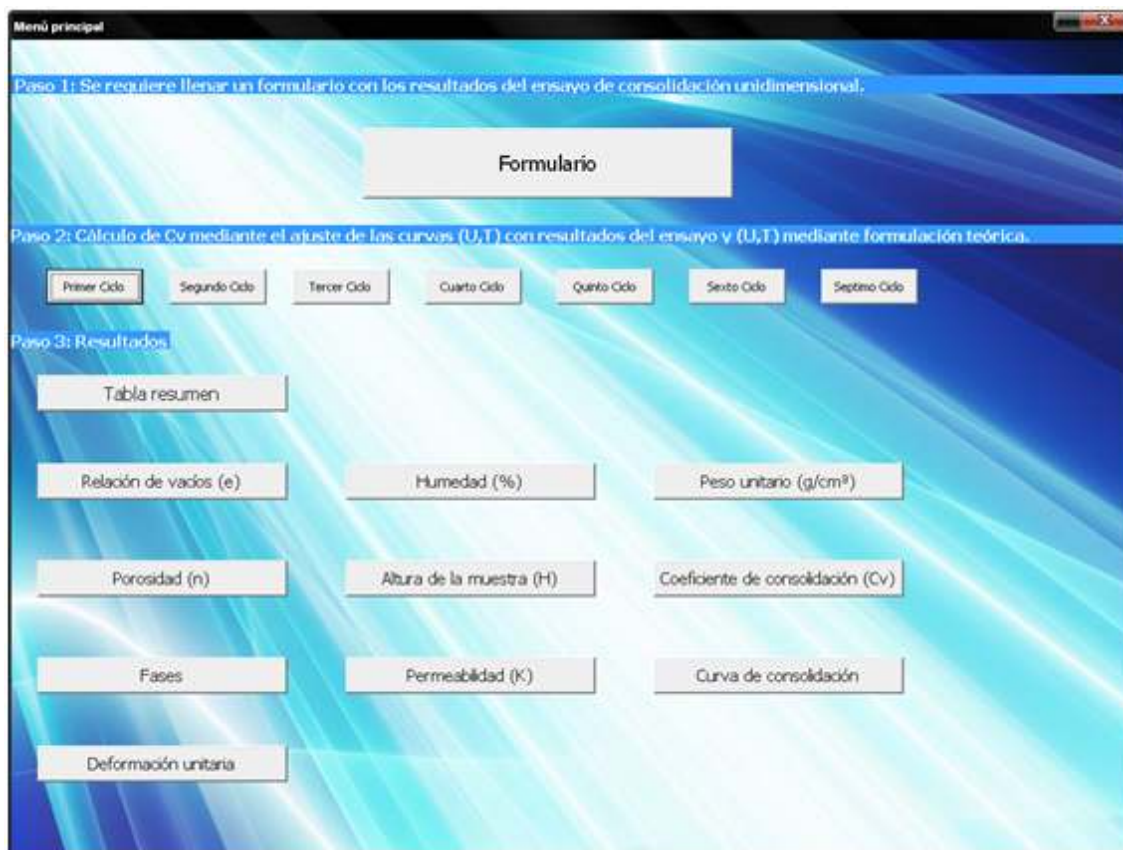 Menú principal
Paso 1: Se requiere llenar un formulario con los resultados del ensayo de consolidación unidimensional.
Formulario
Paso 2: Cálculo de Cv mediante el ajuste de las curvas (U,T) con resultados del ensayo y (U,T) mediante formulación teórica.
Primer Ciclo Segundo Ciclo Tercer Ciclo Cuarto Ciclo Quinto Ciclo Sexto Ciclo Septimo Ciclo
Paso 3: Resultados
Tabla resumen
Relación de vacíos (e) Humedad (%) Peso unitario (g/cm³)
Porosidad (n) Altura de la muestra (H) Coeficiente de consolidación (Cv)
Fases Permeabilidad (K) Curva de consolidación
Deformación unitaria